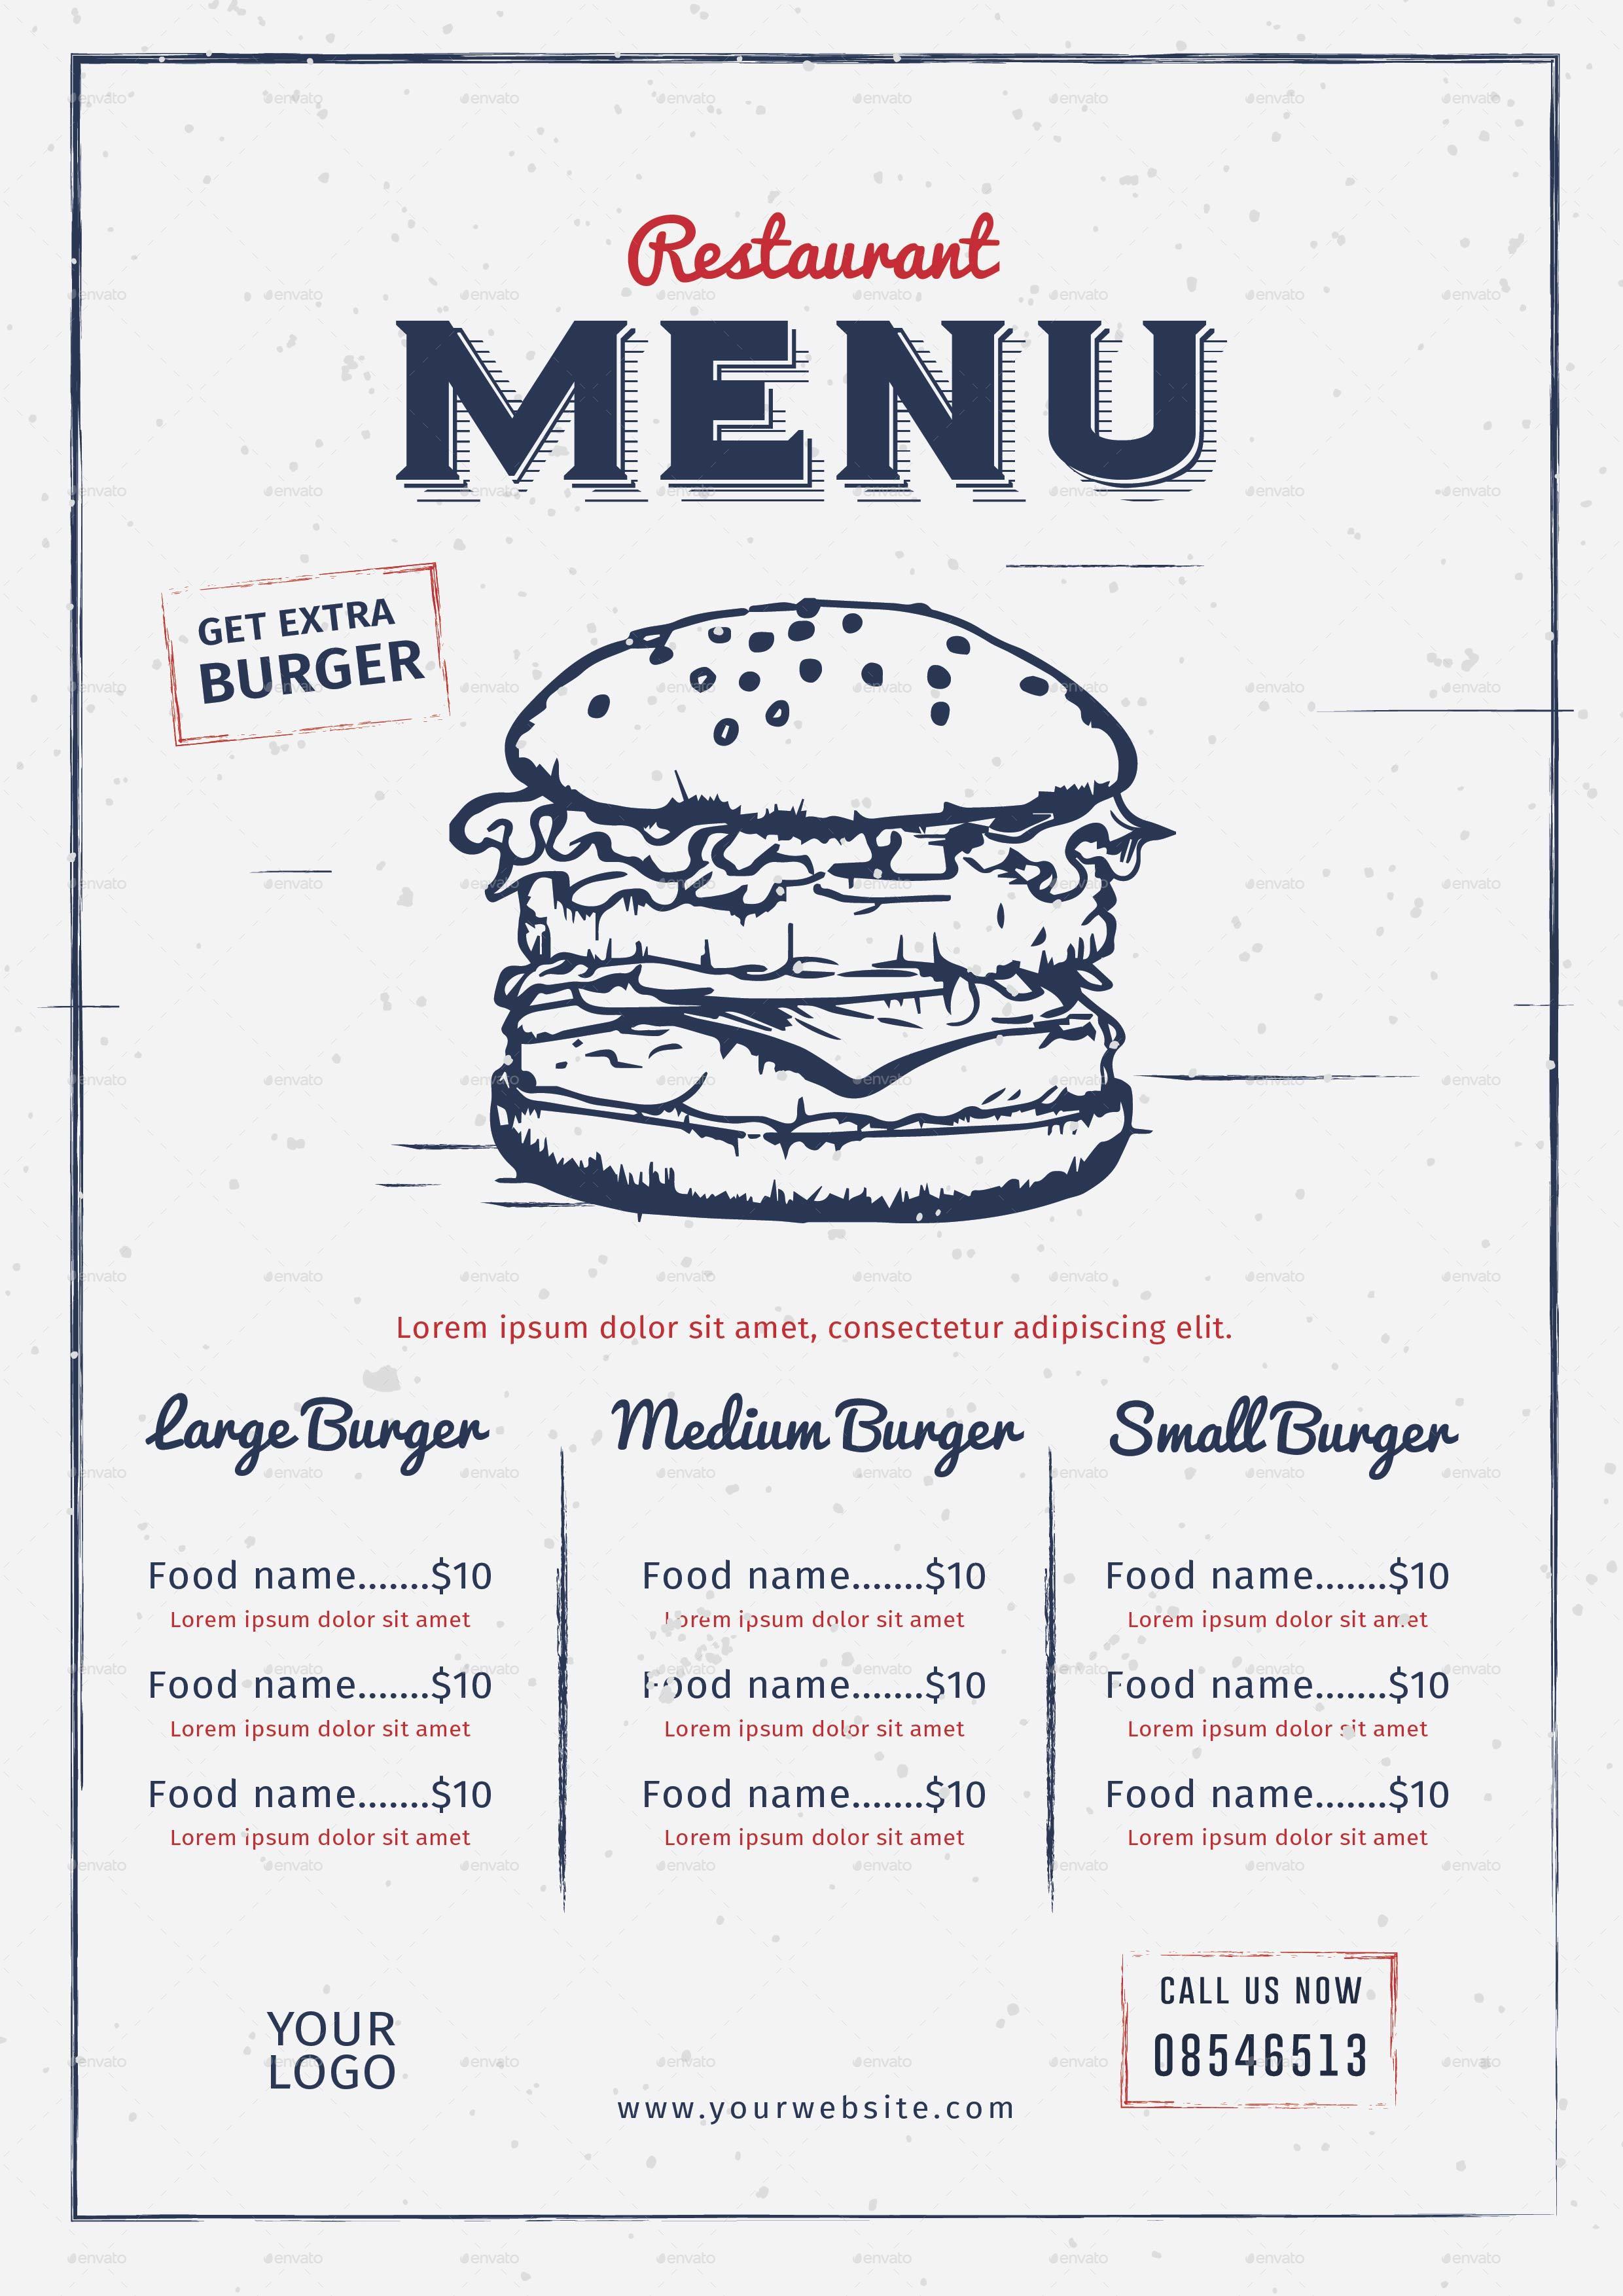 Restaurant
MENU
GET EXTRA
BURGER
Lorem ipsum dolor sit amet, consectetur adipiscing elit.
Large Burger
Food name.......$10
Lorem ipsum dolor sit amet
Food name.......$10
Lorem ipsum dolor sit amet
Food name.......$10
Lorem ipsum dolor sit amet
Medium Burger
Food name.......$10
Lorem ipsum dolor sit amet
Food name.......$10
Lorem ipsum dolor sit amet
Food name.......$10
Lorem ipsum dolor sit amet
Small Burger
Food name.......$10
Lorem ipsum dolor sit amet
Food name.......$10
Lorem ipsum dolor sit amet
Food name.......$10
Lorem ipsum dolor sit amet
YOUR
LOGO
www.yourwebsite.com
CALL US NOW
08546513
envato